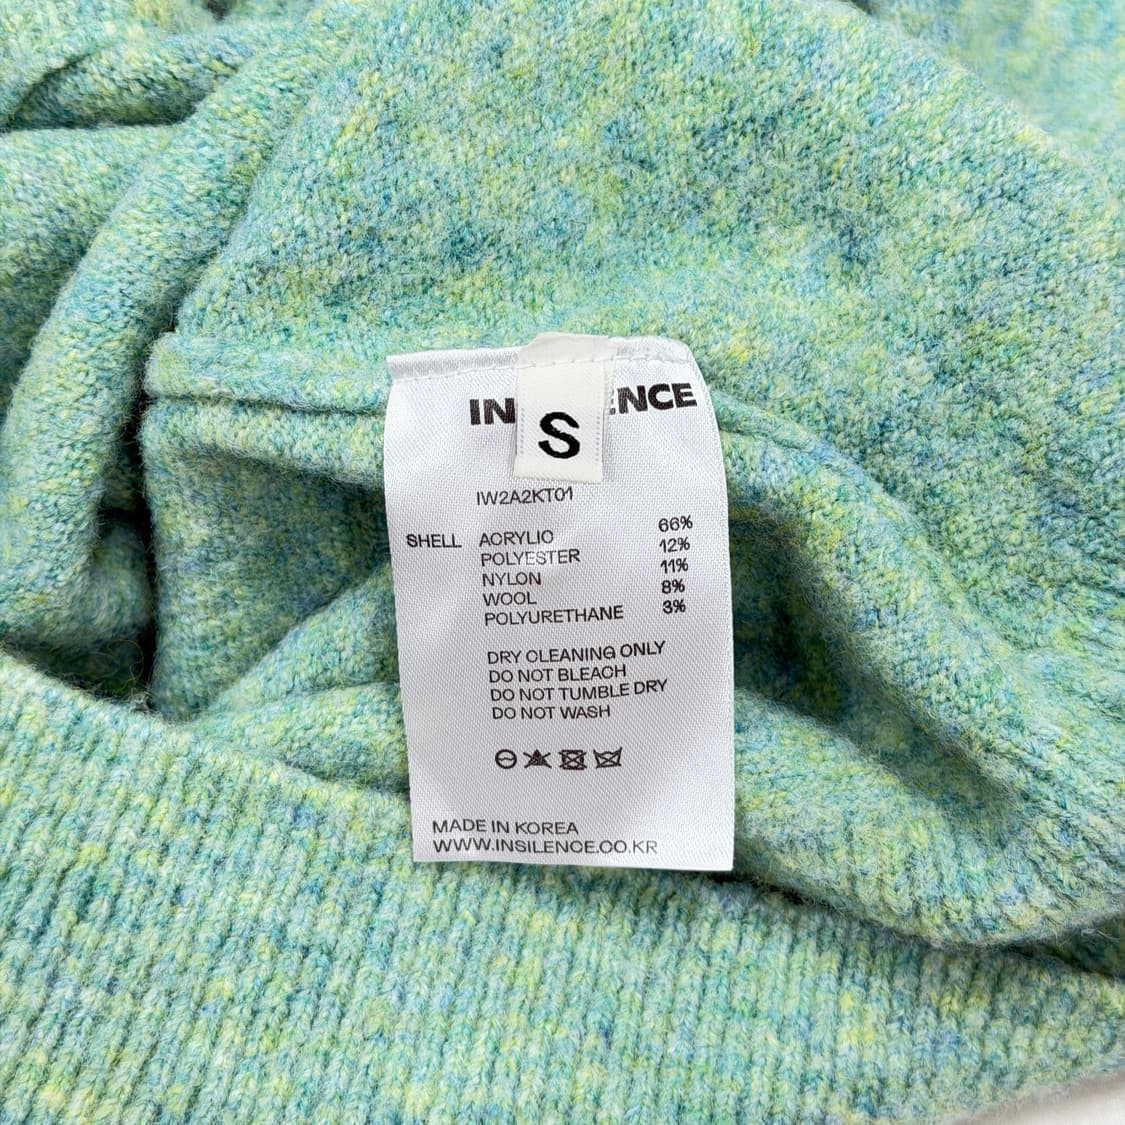 IN ENCE
S
IW2A2KT01
SHELL ACRYLIC 66%
POLYESTER 12%
NYLON 11%
WOOL 8%
POLYURETHANE 3%
DRY CLEANING ONLY
DO NOT BLEACH
DO NOT TUMBLE DRY
DO NOT WASH
MADE IN KOREA
WWW.INSILENCE.CO.KR